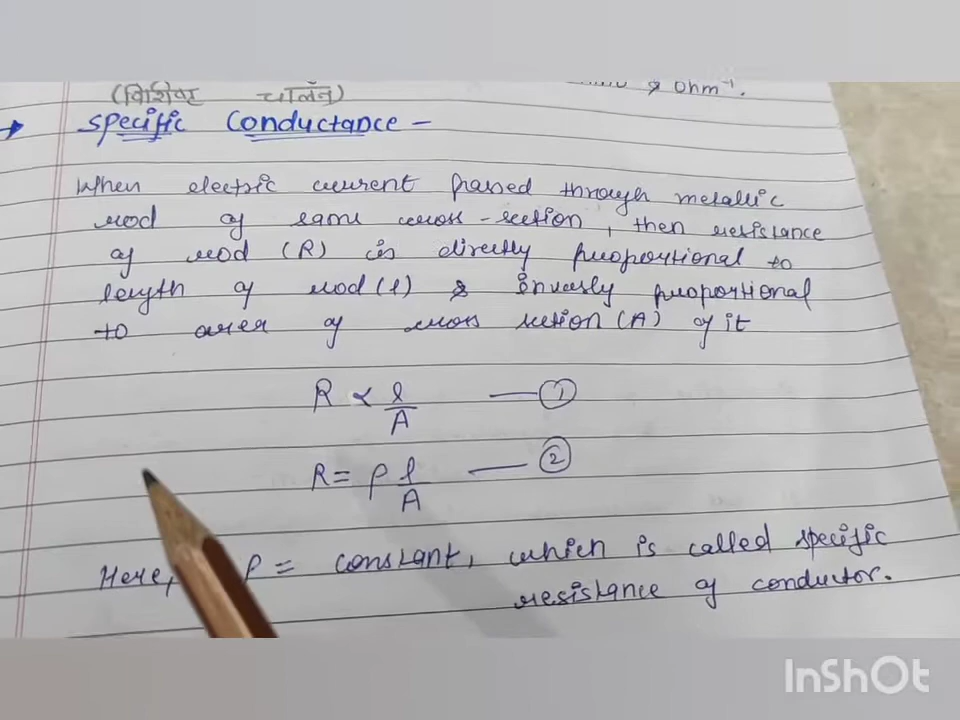 (विशिष्ट चालन)
& Ohm⁻¹.
→ Specific Conductance –
When electric current passed through metallic
rod of same cross-section, then resistance
of rod (R) is directly proportional to
length of rod (l) & inversly proportional
to area of cross section (A) of it
R ∝ l/A —①
R = ρ l/A —②
Here, ρ = constant, which is called specific
resistance of conductor.
InShOt